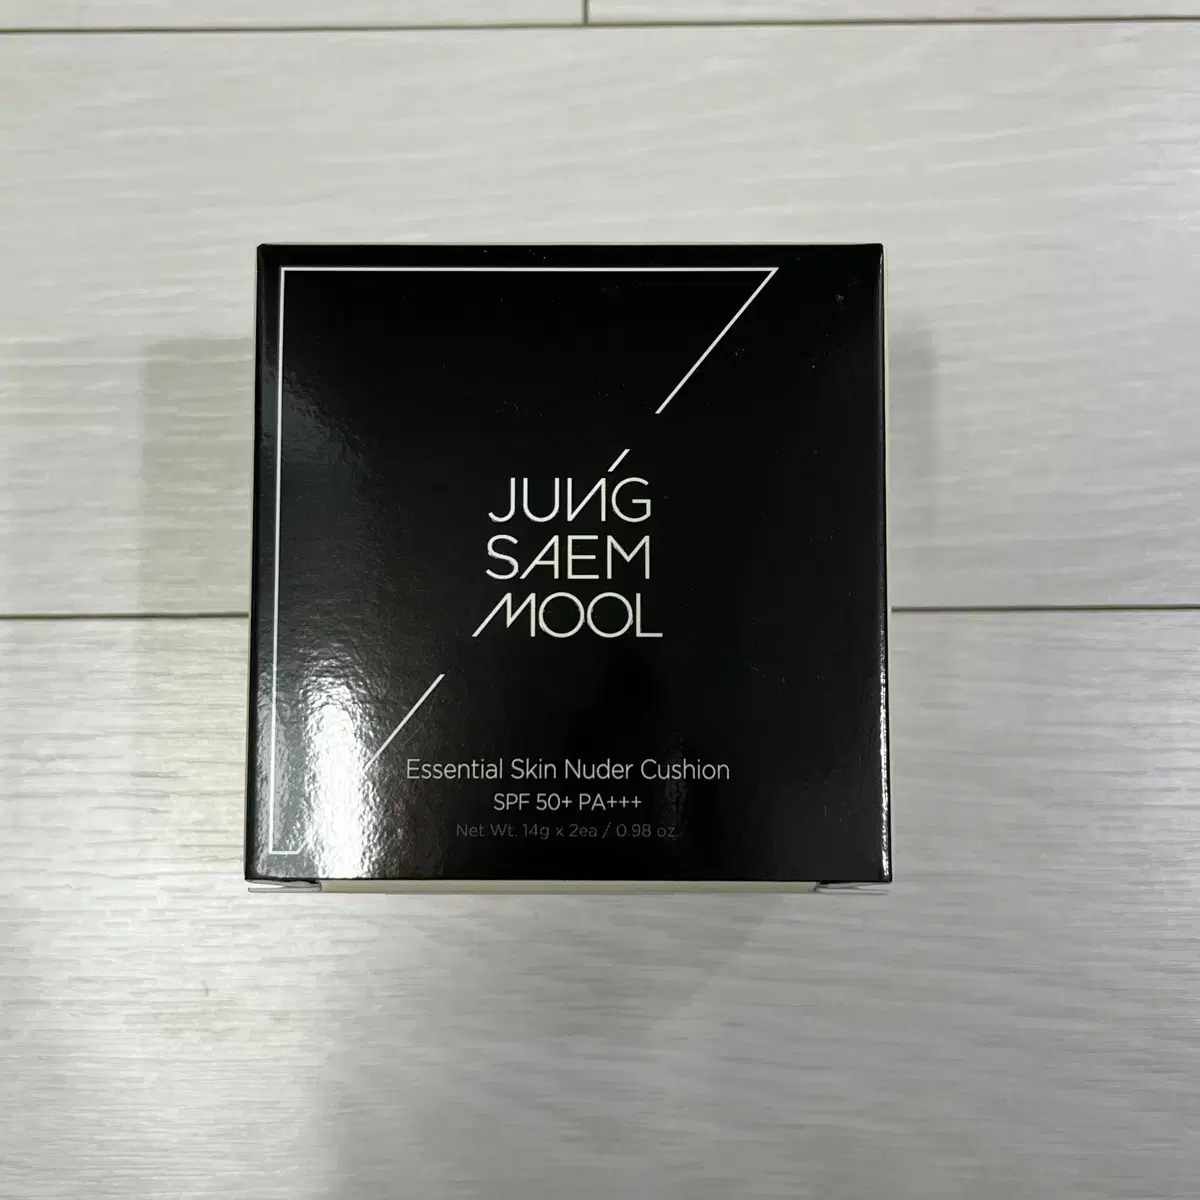 JUNG
SAEM
MOOL
Essential Skin Nuder Cushion
SPF 50+ PA+++
Net Wt. 14g x 2ea / 0.98 oz.